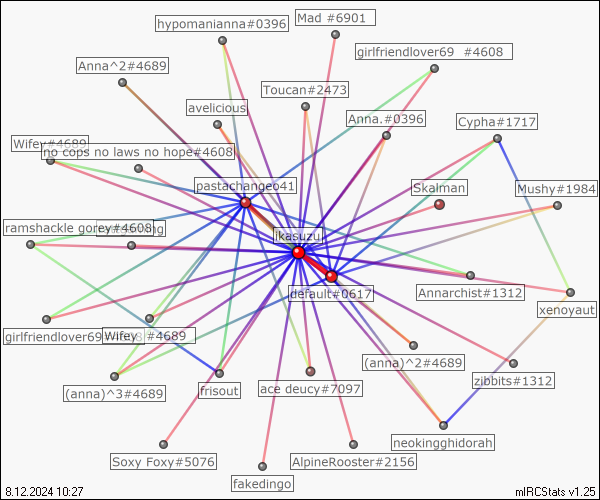 hypomanianna#0396
Mad #6901
girlfriendlover69 #4608
Anna^2#4689
Toucan#2473
avelicious
Anna.#0396
Cypha#1717
Wifey#4689
no cops no laws no hope#4608
pastachangeo41
Skalman
Mushy#1984
ramshackle gorey#4608
ikasuzu
default#0617
Annarchist#1312
xenoyaut
girlfriendlover69
Wifey #4689
(anna)^2#4689
zibbits#1312
(anna)^3#4689
frisout
ace deucy#7097
neokingghidorah
Soxy Foxy#5076
fakedingo
AlpineRooster#2156
8.12.2024 10:27
mIRCStats v1.25